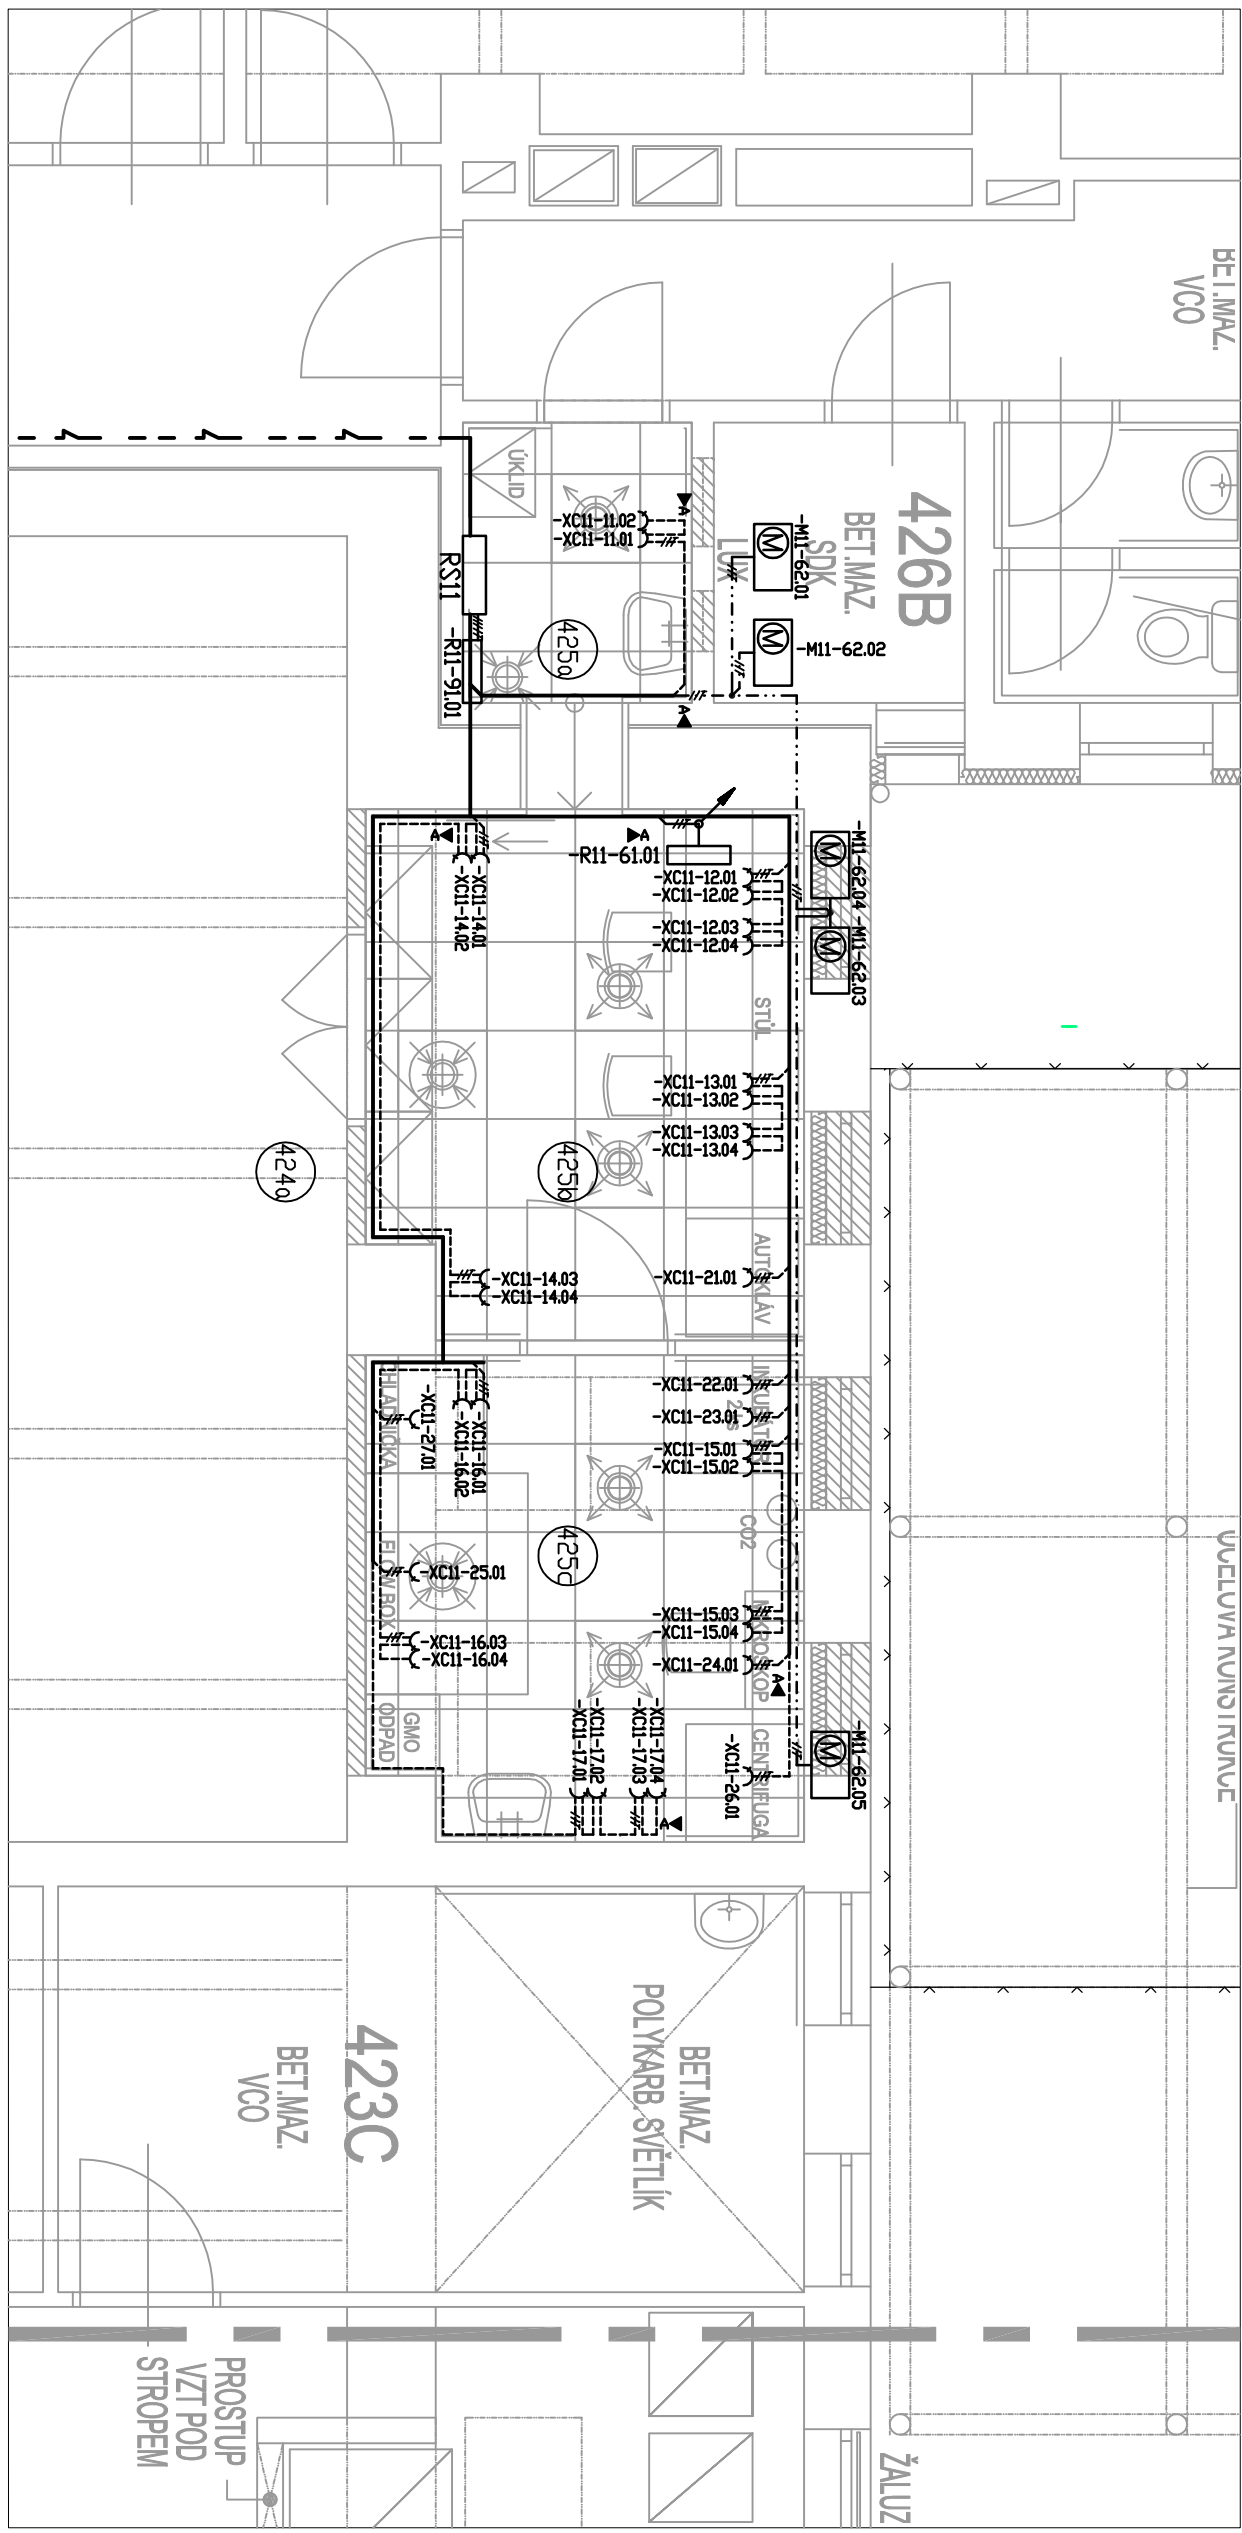 BET.MAZ.
VCO
ÚKLID
-XC11-11.02
-XC11-11.01
RS11
-R11-91.01
425a
A
A
LUX
SDK
BET.MAZ.
426B
-M11-62.01
M
-M11-62.02
M
A
A
-R11-61.01
-XC11-14.01
-XC11-14.02
-XC11-12.01
-XC11-12.02
-XC11-12.03
-XC11-12.04
-M11-62.04
M
-M11-62.03
M
STŮL
-XC11-13.01
-XC11-13.02
-XC11-13.03
-XC11-13.04
424a
425b
-XC11-14.03
-XC11-14.04
-XC11-21.01
AUTOKLÁV
HLADNIČKA
-XC11-27.01
-XC11-16.01
-XC11-16.02
-XC11-22.01
-XC11-23.01
-XC11-15.01
-XC11-15.02
CO2
425c
FLOW BOX
-XC11-25.01
-XC11-16.03
-XC11-16.04
-XC11-15.03
-XC11-15.04
-XC11-24.01
MIKROSKOP
A
GMO
ODPAD
-XC11-17.01
-XC11-17.02
-XC11-17.03
-XC11-17.04
-XC11-26.01
CENTRIFUGA
A
-M11-62.05
M
OCELOVÁ KONSTRUKCE
423C
BET.MAZ.
VCO
BET.MAZ.
POLYKARB. SVĚTLÍK
PROSTUP
VZT POD
STROPEM
ŽALUZ